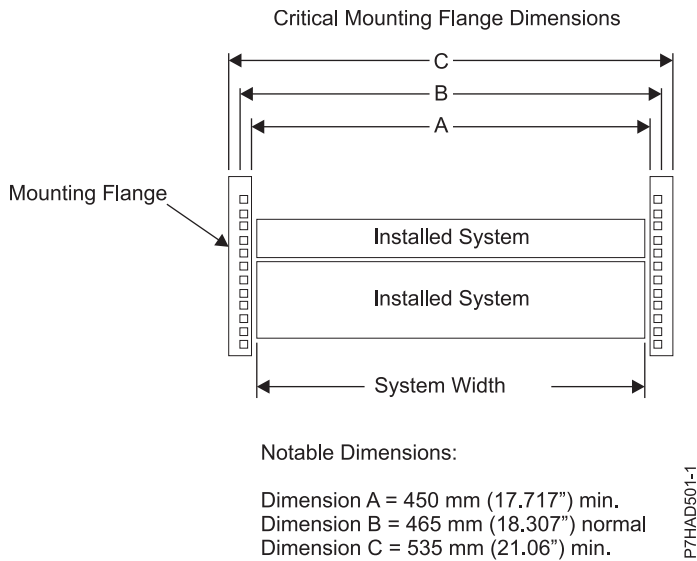 Critical Mounting Flange Dimensions
C
B
A
Mounting Flange
Installed System
Installed System
System Width
Notable Dimensions:
Dimension A = 450 mm (17.717”) min.
Dimension B = 465 mm (18.307”) normal
Dimension C = 535 mm (21.06”) min.
P7HAD501-1